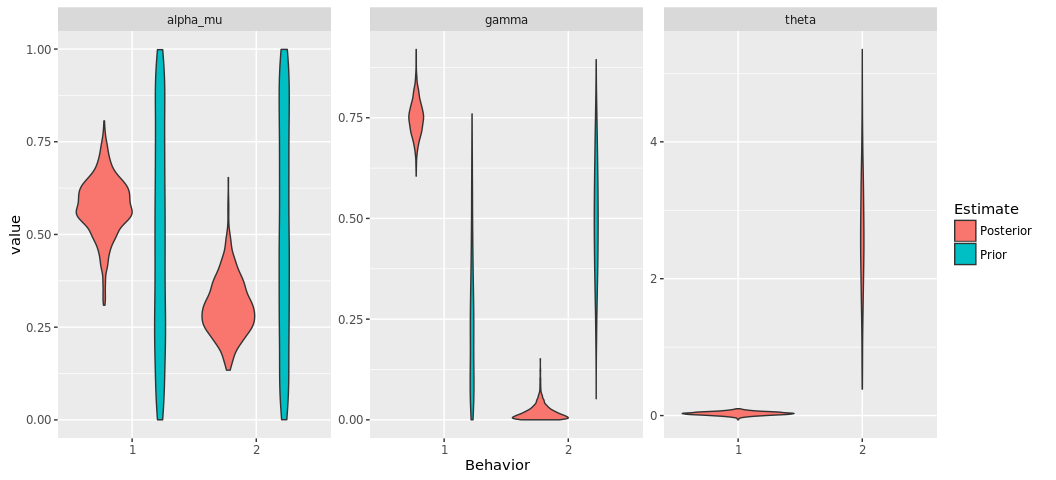 alpha_mu
gamma
theta
value
1.00
0.75
0.50
0.25
0.00
0.75
0.50
0.25
0.00
4
2
0
1
2
1
2
1
2
Behavior
Estimate
Posterior
Prior